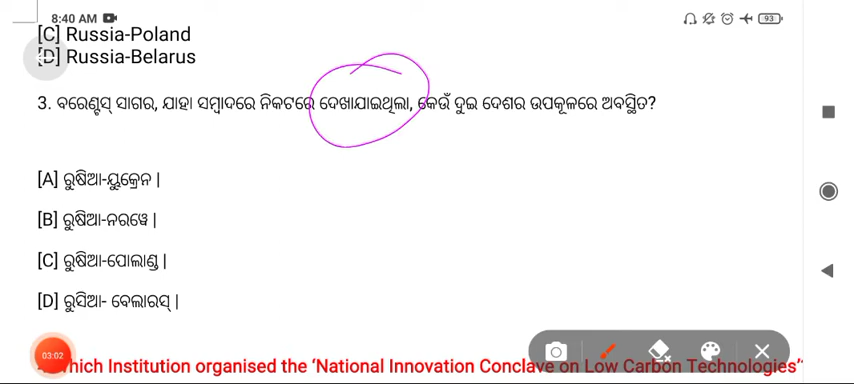 8:40 AM
93
[C] Russia-Poland
[D] Russia-Belarus
3. ବରେଣ୍ଟସ୍ ସାଗର, ଯାହା ସମ୍ବାଦରେ ନିକଟରେ ଦେଖାଯାଇଥିଲା, କେଉଁ ଦୁଇ ଦେଶର ଉପକୂଳରେ ଅବସ୍ଥିତ?
[A] ରୁଷିଆ-ୟୁକ୍ରେନ |
[B] ରୁଷିଆ-ନରୱେ |
[C] ରୁଷିଆ-ପୋଲାଣ୍ଡ |
[D] ରୁସିଆ- ବେଲାରସ୍ |
03:02
hich Institution organised the ‘National Innovation Conclave on Low Carbon Technologies’